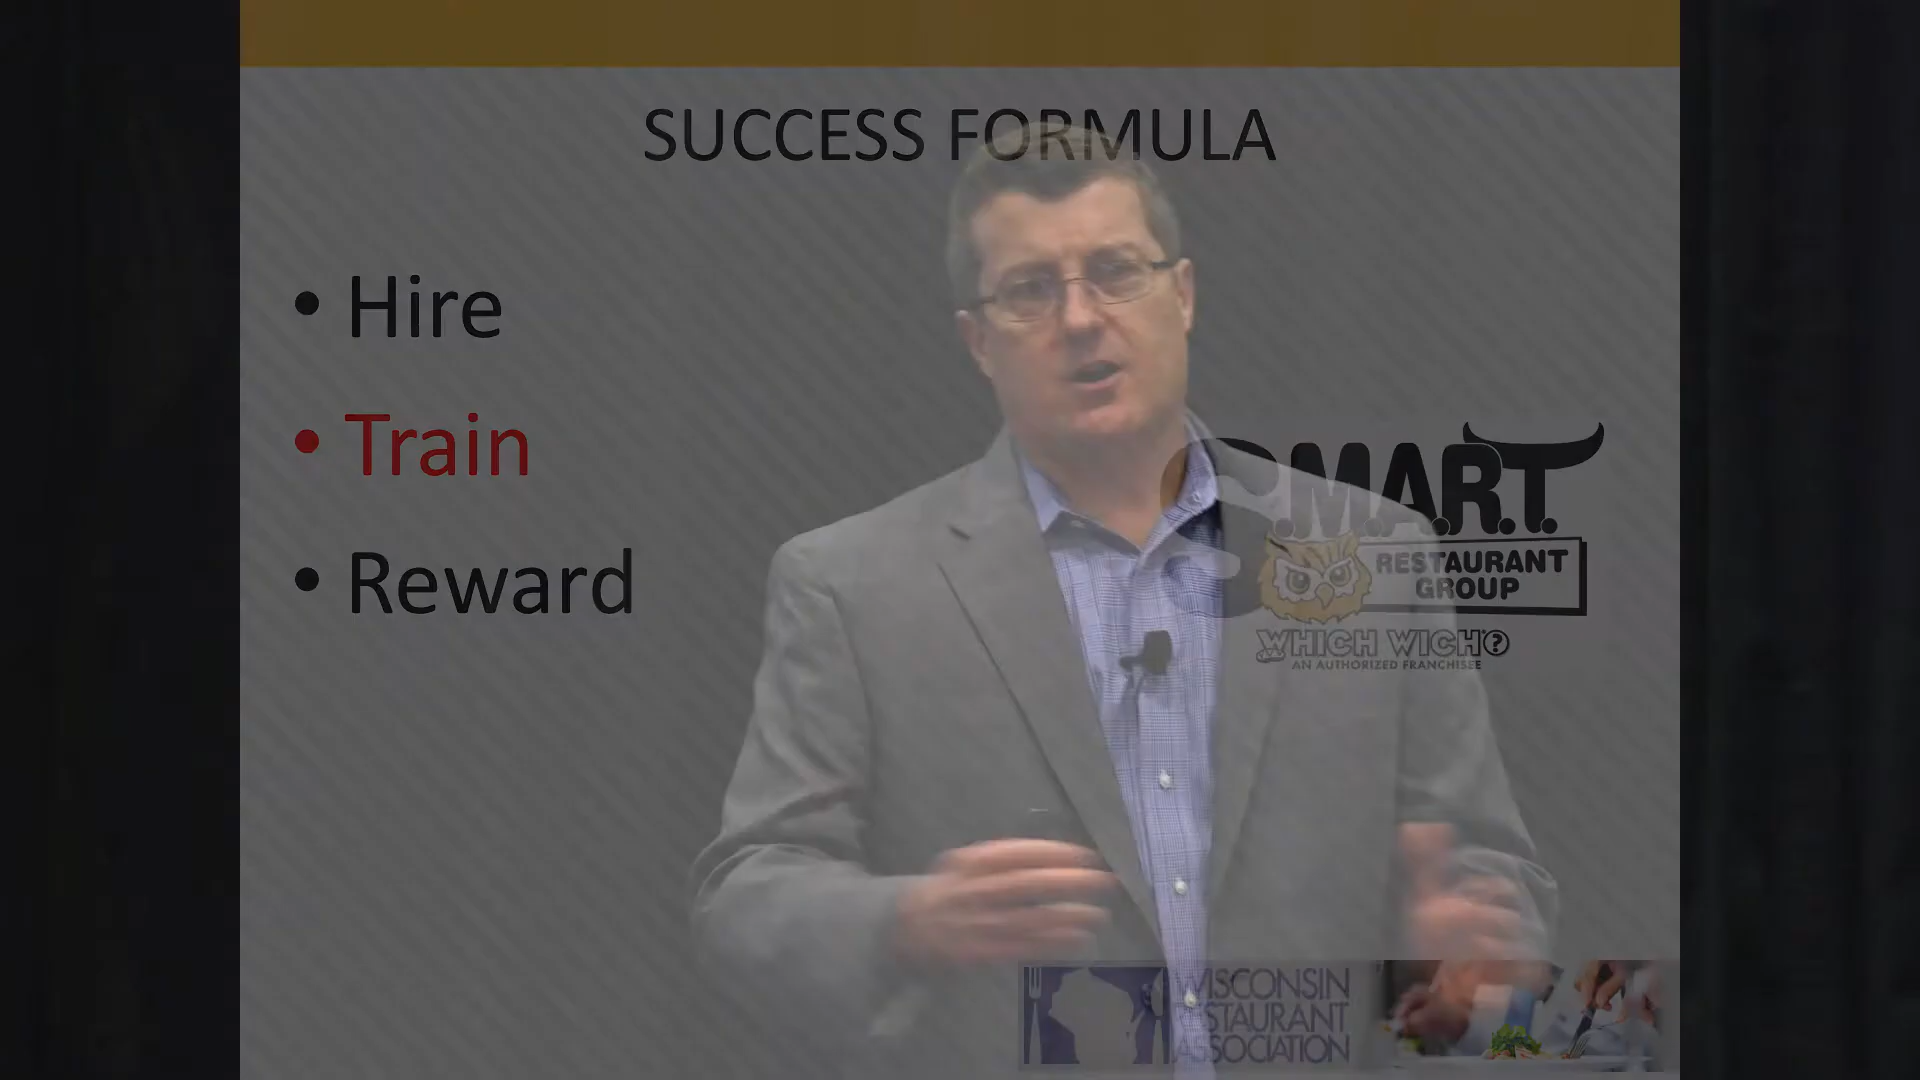 SUCCESS FORMULA
• Hire
• Train
• Reward
S.M.A.R.T.
RESTAURANT
GROUP
WHICH WICH?
AN AUTHORIZED FRANCHISEE
WISCONSIN
RESTAURANT
ASSOCIATION